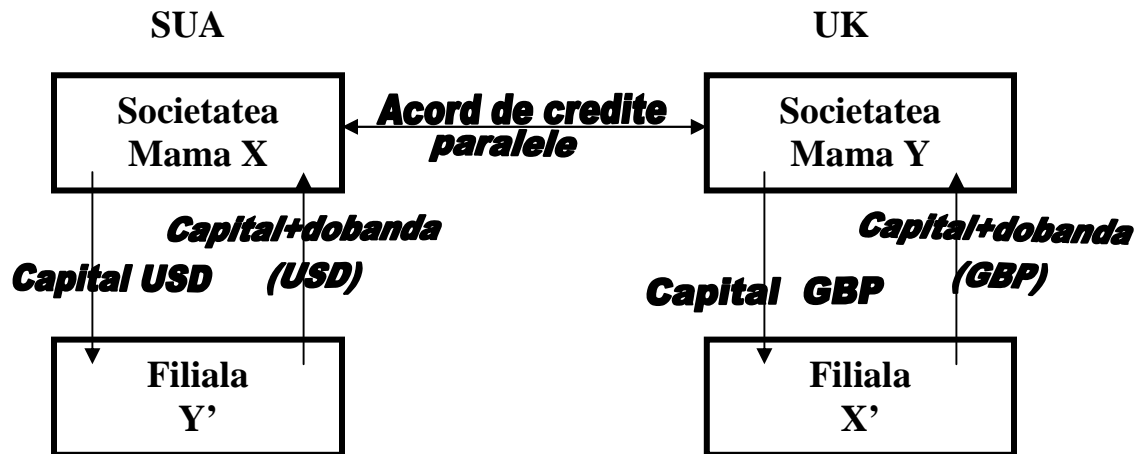 SUA
UK
Societatea
Mama X
Acord de credite
paralele
Societatea
Mama Y
Capital+dobanda
(USD)
Capital USD
Capital+dobanda
(GBP)
Capital GBP
Filiala
Y’
Filiala
X’